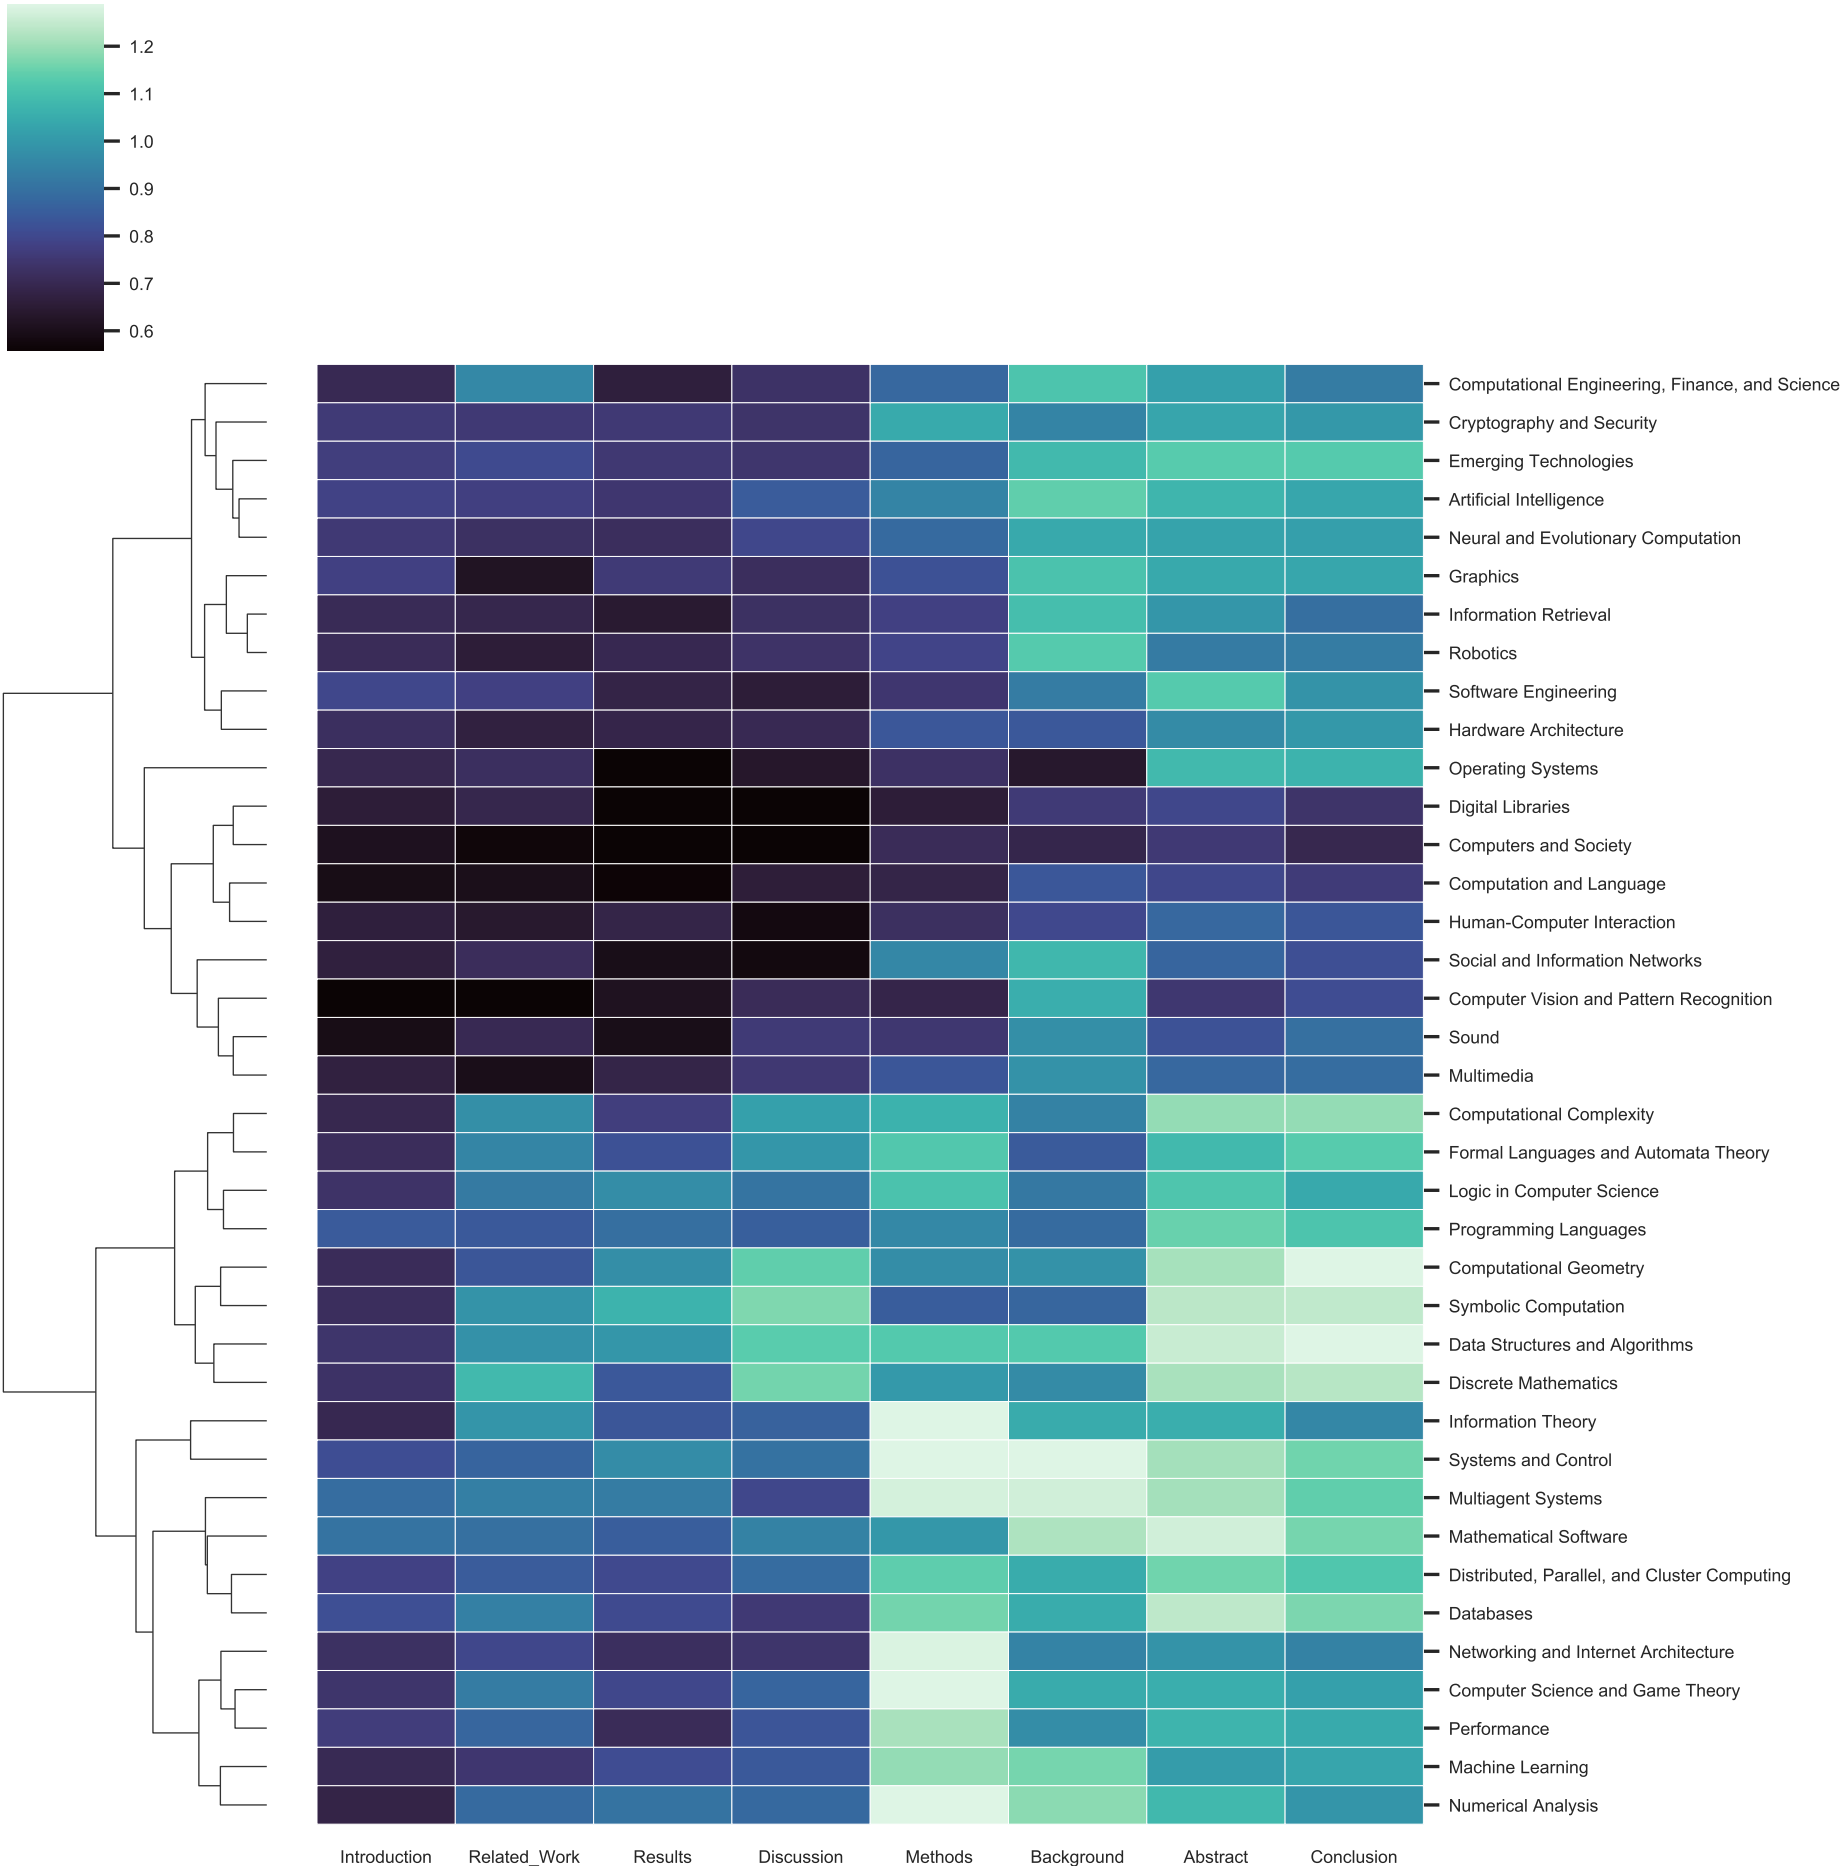 1.2
1.1
1.0
0.9
0.8
0.7
0.6
Computational Engineering, Finance, and Science
Cryptography and Security
Emerging Technologies
Artificial Intelligence
Neural and Evolutionary Computation
Graphics
Information Retrieval
Robotics
Software Engineering
Hardware Architecture
Operating Systems
Digital Libraries
Computers and Society
Computation and Language
Human-Computer Interaction
Social and Information Networks
Computer Vision and Pattern Recognition
Sound
Multimedia
Computational Complexity
Formal Languages and Automata Theory
Logic in Computer Science
Programming Languages
Computational Geometry
Symbolic Computation
Data Structures and Algorithms
Discrete Mathematics
Information Theory
Systems and Control
Multiagent Systems
Mathematical Software
Distributed, Parallel, and Cluster Computing
Databases
Networking and Internet Architecture
Computer Science and Game Theory
Performance
Machine Learning
Numerical Analysis
Introduction Related_Work Results Discussion Methods Background Abstract Conclusion